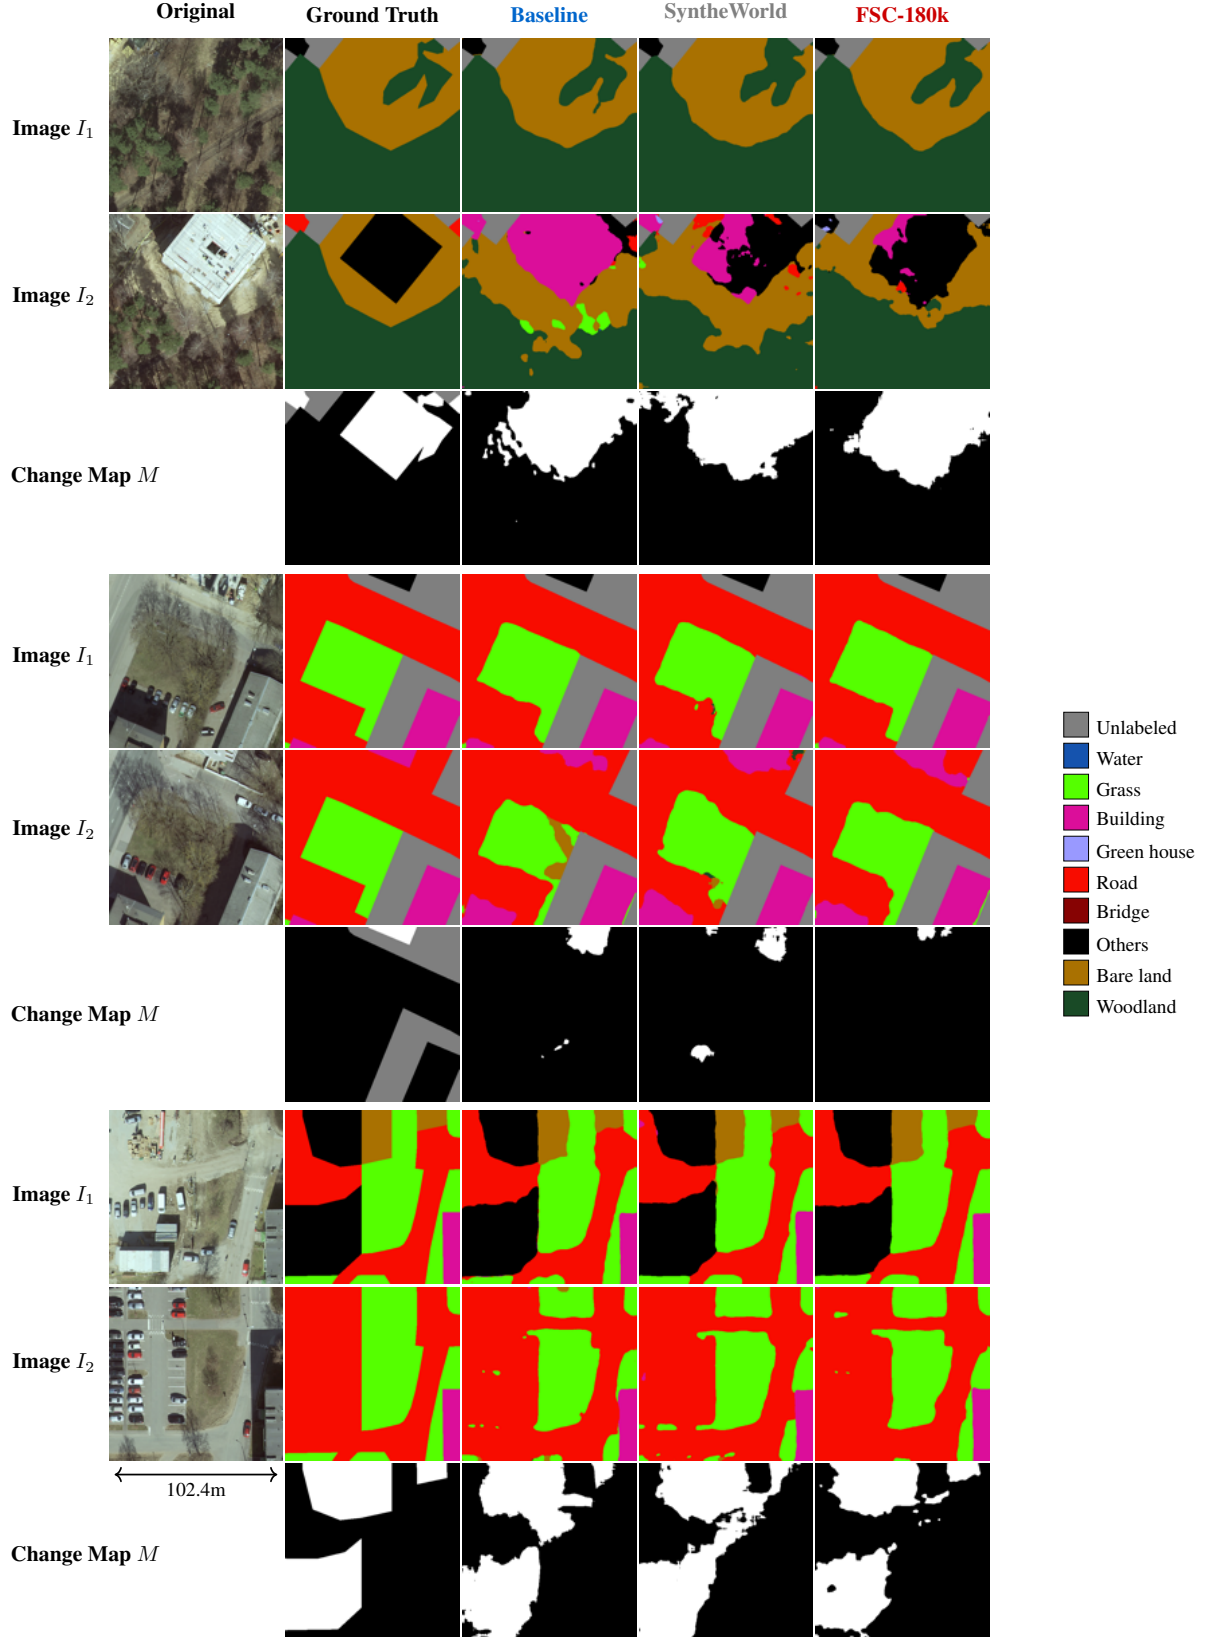 Original Ground Truth Baseline SyntheWorld FSC-180k
Image I₁
Image I₂
Change Map M
Image I₁
Unlabeled
Water
Grass
Building
Green house
Road
Bridge
Others
Bare land
Woodland
Image I₂
Change Map M
Image I₁
Image I₂
102.4m
Change Map M